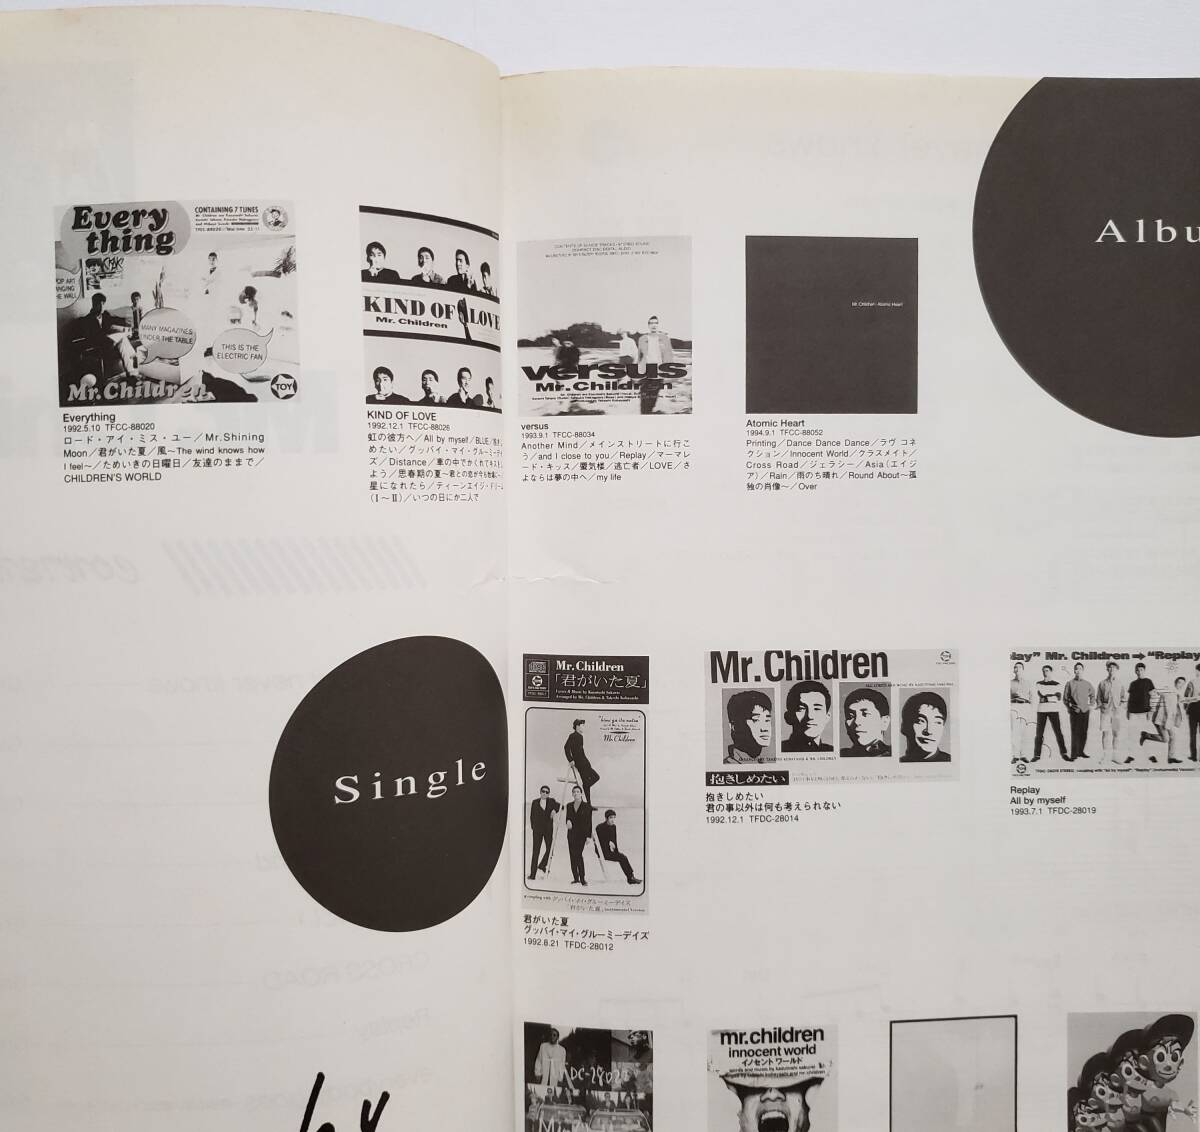 Every
thing
CONTAINING 7 TUNES
MANY MAGAZINES
UNDER THE TABLE
THIS IS THE
ELECTRIC FAN
Mr.Children
TOY
Everything
1992.5.10 TFCC-88020
ロード・アイ・ミス・ユー／Mr.Shining
Moon／君がいた夏／風〜The wind knows how
I feel〜／ためいきの日曜日／友達のままで／
CHILDREN'S WORLD
KIND OF LOVE
Mr. Children
KIND OF LOVE
1992.12.1 TFCC-88026
虹の彼方へ／All by myself／BLUE／抱きし
めたい／グッバイ・マイ・グルーミーデイ
ズ／Distance／車の中でかくれてキスをし
よう／思春期の夏〜君との恋が今も牧場に〜
星になれたら／ティーンエイジ・ドリーム
(Ⅰ〜Ⅱ)／いつの日にか二人で
versus
Mr.Children
versus
1993.9.1 TFCC-88034
Another Mind／メインストリートに行こ
う／and I close to you／Replay／マーマレ
ード・キッス／蜃気楼／逃亡者／LOVE／さ
よならは夢の中へ／my life
Mr. Children Atomic Heart
Atomic Heart
1994.9.1 TFCC-88052
Printing／Dance Dance Dance／ラヴ コネ
クション／Innocent World／クラスメイト／
Cross Road／ジェラシー／Asia (エイジ
ア)／Rain／雨のち晴れ／Round About〜孤
独の肖像〜／Over
Albu
Single
Mr.Children
「君がいた夏」
Mr.Children
君がいた夏
グッバイ・マイ・グルーミーデイズ
1992.8.21 TFDC-28012
Mr.Children
抱きしめたい
抱きしめたい
君の事以外は何も考えられない
1992.12.1 TFDC-28014
lay" Mr. Children ➔ "Replay
Replay
All by myself
1993.7.1 TFDC-28019
mr.children
innocent world
イノセント ワールド